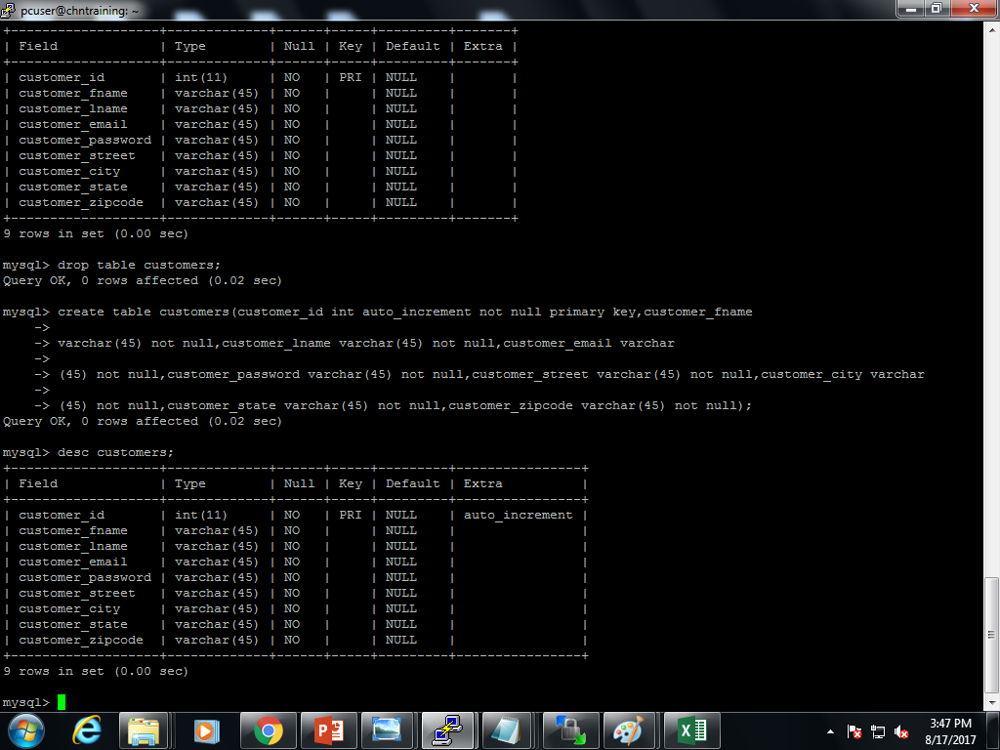 pcuser@chntraining: ~
+-------------------+-------------+------+-----+---------+-------+
| Field             | Type        | Null | Key | Default | Extra |
+-------------------+-------------+------+-----+---------+-------+
| customer_id       | int(11)     | NO   | PRI | NULL    |       |
| customer_fname    | varchar(45) | NO   |     | NULL    |       |
| customer_lname    | varchar(45) | NO   |     | NULL    |       |
| customer_email    | varchar(45) | NO   |     | NULL    |       |
| customer_password | varchar(45) | NO   |     | NULL    |       |
| customer_street   | varchar(45) | NO   |     | NULL    |       |
| customer_city     | varchar(45) | NO   |     | NULL    |       |
| customer_state    | varchar(45) | NO   |     | NULL    |       |
| customer_zipcode  | varchar(45) | NO   |     | NULL    |       |
+-------------------+-------------+------+-----+---------+-------+
9 rows in set (0.00 sec)
mysql> drop table customers;
Query OK, 0 rows affected (0.02 sec)
mysql> create table customers(customer_id int auto_increment not null primary key,customer_fname
    ->
    -> varchar(45) not null,customer_lname varchar(45) not null,customer_email varchar
    ->
    -> (45) not null,customer_password varchar(45) not null,customer_street varchar(45) not null,customer_city varchar
    ->
    -> (45) not null,customer_state varchar(45) not null,customer_zipcode varchar(45) not null);
Query OK, 0 rows affected (0.02 sec)
mysql> desc customers;
+-------------------+-------------+------+-----+---------+----------------+
| Field             | Type        | Null | Key | Default | Extra          |
+-------------------+-------------+------+-----+---------+----------------+
| customer_id       | int(11)     | NO   | PRI | NULL    | auto_increment |
| customer_fname    | varchar(45) | NO   |     | NULL    |                |
| customer_lname    | varchar(45) | NO   |     | NULL    |                |
| customer_email    | varchar(45) | NO   |     | NULL    |                |
| customer_password | varchar(45) | NO   |     | NULL    |                |
| customer_street   | varchar(45) | NO   |     | NULL    |                |
| customer_city     | varchar(45) | NO   |     | NULL    |                |
| customer_state    | varchar(45) | NO   |     | NULL    |                |
| customer_zipcode  | varchar(45) | NO   |     | NULL    |                |
+-------------------+-------------+------+-----+---------+----------------+
9 rows in set (0.00 sec)
mysql>
3:47 PM
8/17/2017